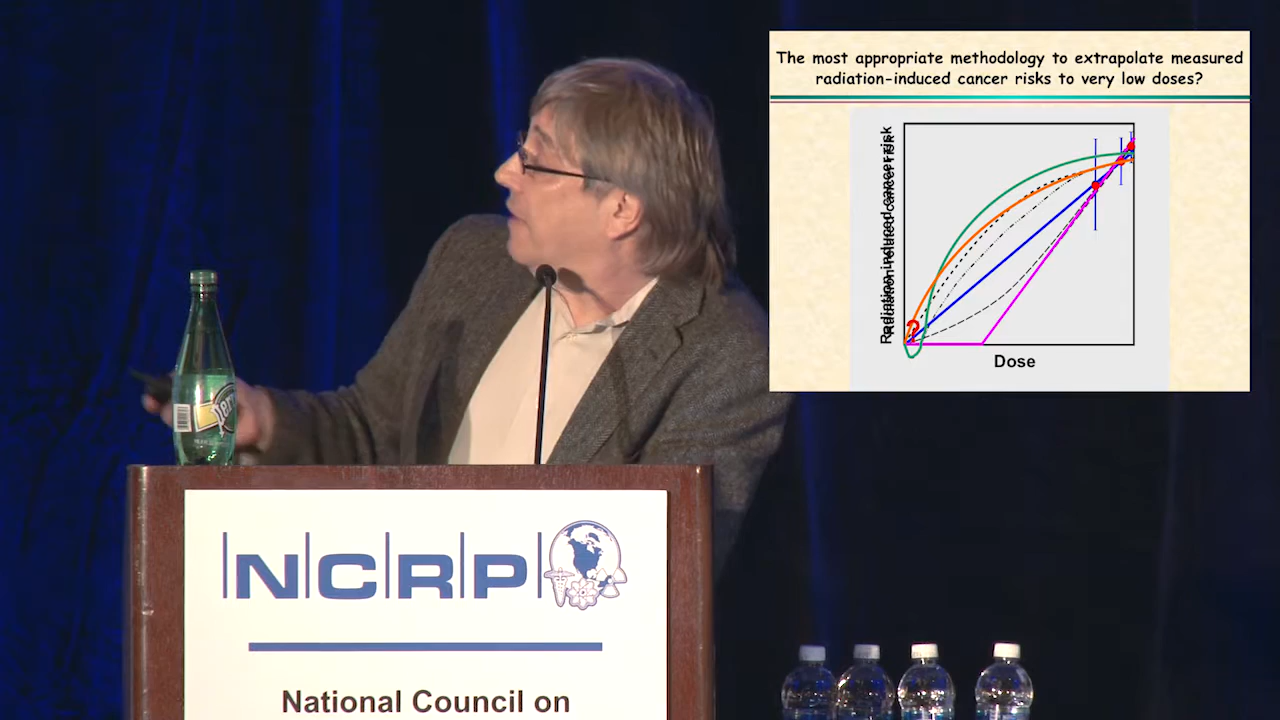 The most appropriate methodology to extrapolate measured
radiation-induced cancer risks to very low doses?
?
Dose
NCRP
National Council on